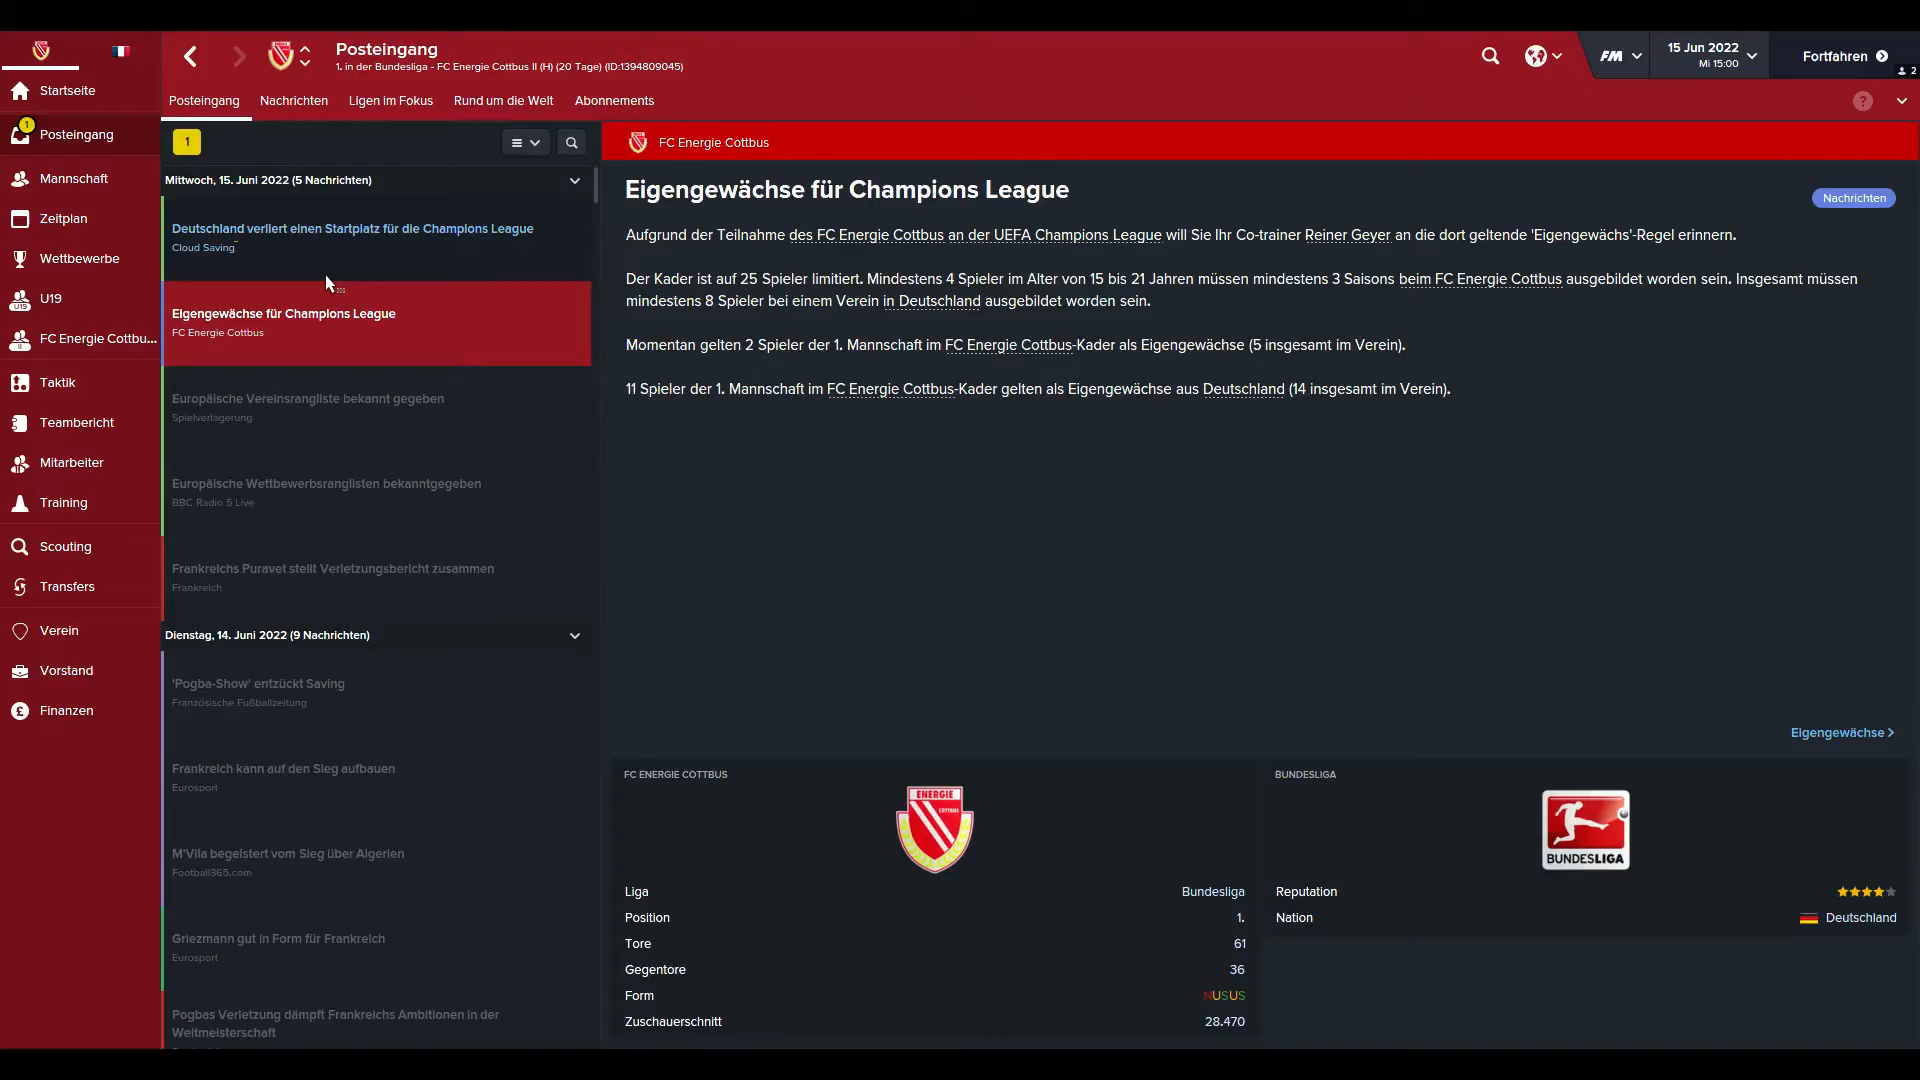 Posteingang
1. in der Bundesliga - FC Energie Cottbus II (H) (20 Tage) (ID:1394809045)
FM
15 Jun 2022
Mi 15:00
Fortfahren
2
Startseite
1
Posteingang
Mannschaft
Zeitplan
Wettbewerbe
U19
U19
FC Energie Cottbu...
II
Taktik
Teambericht
Mitarbeiter
Training
Scouting
Transfers
Verein
Vorstand
Finanzen
Posteingang Nachrichten Ligen im Fokus Rund um die Welt Abonnements
?
1
Mittwoch, 15. Juni 2022 (5 Nachrichten)
Deutschland verliert einen Startplatz für die Champions League
Cloud Saving
Eigengewächse für Champions League
FC Energie Cottbus
Europäische Vereinsrangliste bekannt gegeben
Spielverlagerung
Europäische Wettbewerbsranglisten bekanntgegeben
BBC Radio 5 Live
Frankreichs Puravet stellt Verletzungsbericht zusammen
Frankreich
Dienstag, 14. Juni 2022 (9 Nachrichten)
'Pogba-Show' entzückt Saving
Französische Fußballzeitung
Frankreich kann auf den Sieg aufbauen
Eurosport
M'Vila begeistert vom Sieg über Algerien
Football365.com
Griezmann gut in Form für Frankreich
Eurosport
Pogbas Verletzung dämpft Frankreichs Ambitionen in der
Weltmeisterschaft
FC Energie Cottbus
Eigengewächse für Champions League
Nachrichten
Aufgrund der Teilnahme des FC Energie Cottbus an der UEFA Champions League will Sie Ihr Co-trainer Reiner Geyer an die dort geltende 'Eigengewächs'-Regel erinnern.
Der Kader ist auf 25 Spieler limitiert. Mindestens 4 Spieler im Alter von 15 bis 21 Jahren müssen mindestens 3 Saisons beim FC Energie Cottbus ausgebildet worden sein. Insgesamt müssen
mindestens 8 Spieler bei einem Verein in Deutschland ausgebildet worden sein.
Momentan gelten 2 Spieler der 1. Mannschaft im FC Energie Cottbus-Kader als Eigengewächse (5 insgesamt im Verein).
11 Spieler der 1. Mannschaft im FC Energie Cottbus-Kader gelten als Eigengewächse aus Deutschland (14 insgesamt im Verein).
Eigengewächse
FC ENERGIE COTTBUS
ENERGIE
COTTBUS
Liga Bundesliga
Position 1.
Tore 61
Gegentore 36
Form NUSUS
Zuschauerschnitt 28.470
BUNDESLIGA
BUNDESLIGA
Reputation
Nation Deutschland